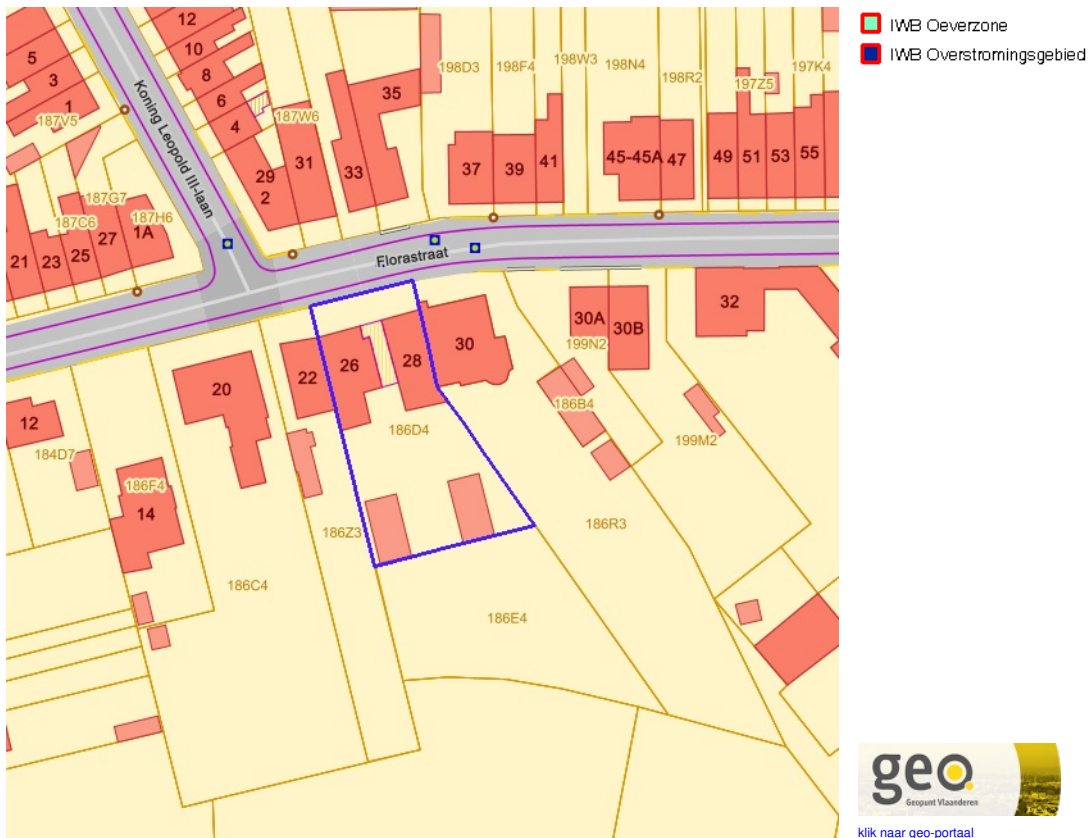 12
10
8
6
4
5
3
1
187V5
Koning Leopold III-laan
187W6
29
2
31
33
35
198D3
198F4
198W3
198N4
198R2
197Z5
197K4
37
39
41
45-45A
47
49
51
53
55
187G7
187C6
187H6
1A
27
25
23
21
Florastraat
32
30A
30B
199N2
30
28
26
22
20
12
184D7
186F4
14
186D4
186B4
199M2
186Z3
186R3
186C4
186E4
IWB Oeverzone
IWB Overstromingsgebied
geo.
Geopunt Vlaanderen
klik naar geo-portaal